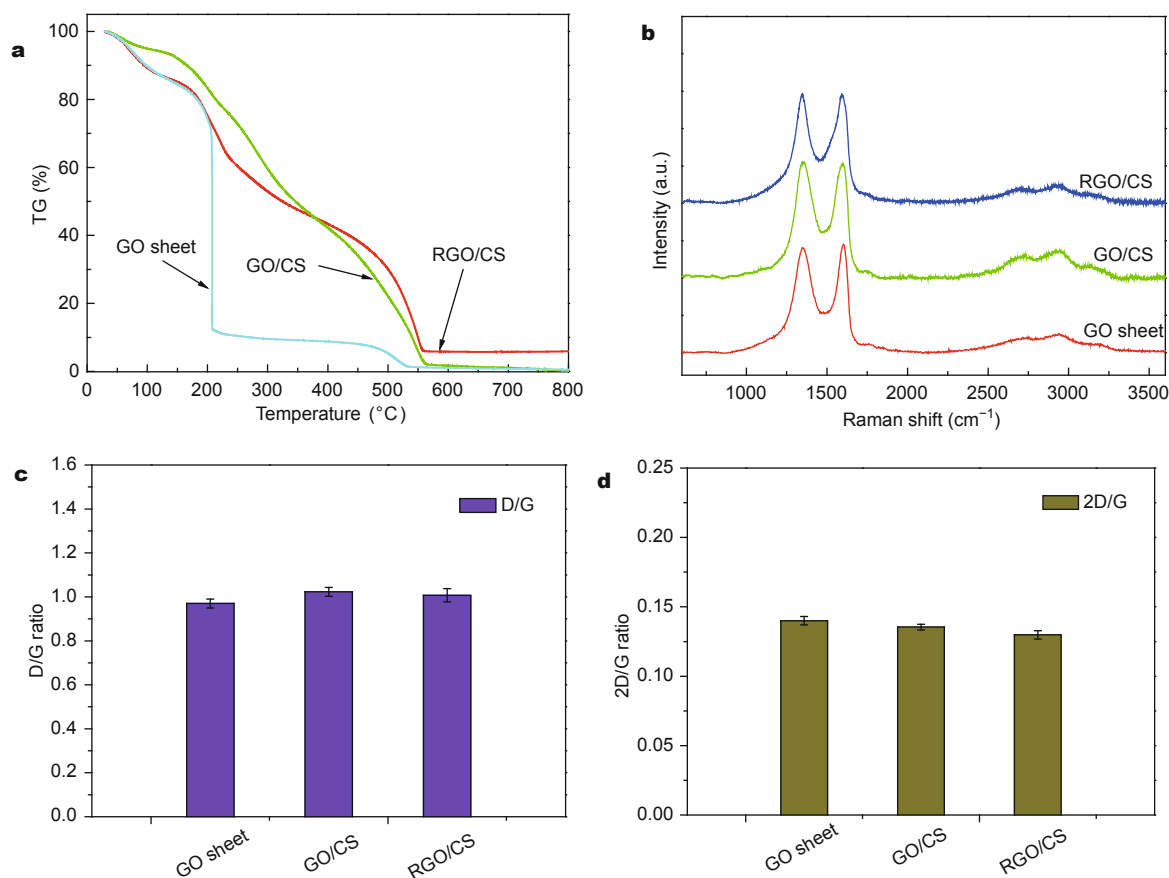 a
100
80
60
40
20
0
TG (%)
GO sheet
GO/CS
RGO/CS
0 100 200 300 400 500 600 700 800
Temperature (°C)
b
Intensity (a.u.)
RGO/CS
GO/CS
GO sheet
1000 1500 2000 2500 3000 3500
Raman shift (cm⁻¹)
c
1.6
1.4
1.2
1.0
0.8
0.6
0.4
0.2
0.0
D/G ratio
D/G
GO sheet
GO/CS
RGO/CS
d
0.25
0.20
0.15
0.10
0.05
0.00
2D/G ratio
2D/G
GO sheet
GO/CS
RGO/CS